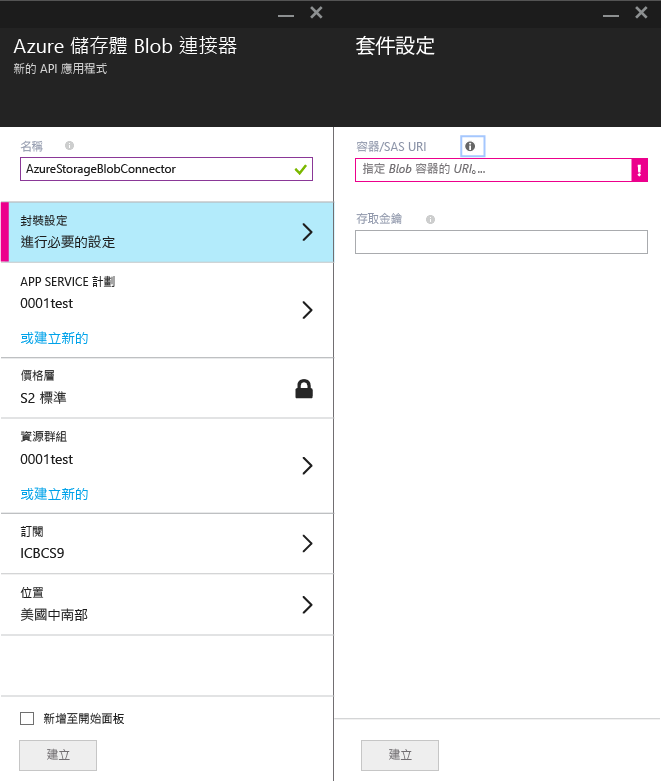 Azure 儲存體 Blob 連接器
新的 API 應用程式
名稱
AzureStorageBlobConnector
封裝設定
進行必要的設定
APP SERVICE 計劃
0001test
或建立新的
價格層
S2 標準
資源群組
0001test
或建立新的
訂閱
ICBCS9
位置
美國中南部
新增至開始面板
建立
套件設定
容器/SAS URI
指定 Blob 容器的 URI。...
存取金鑰
建立